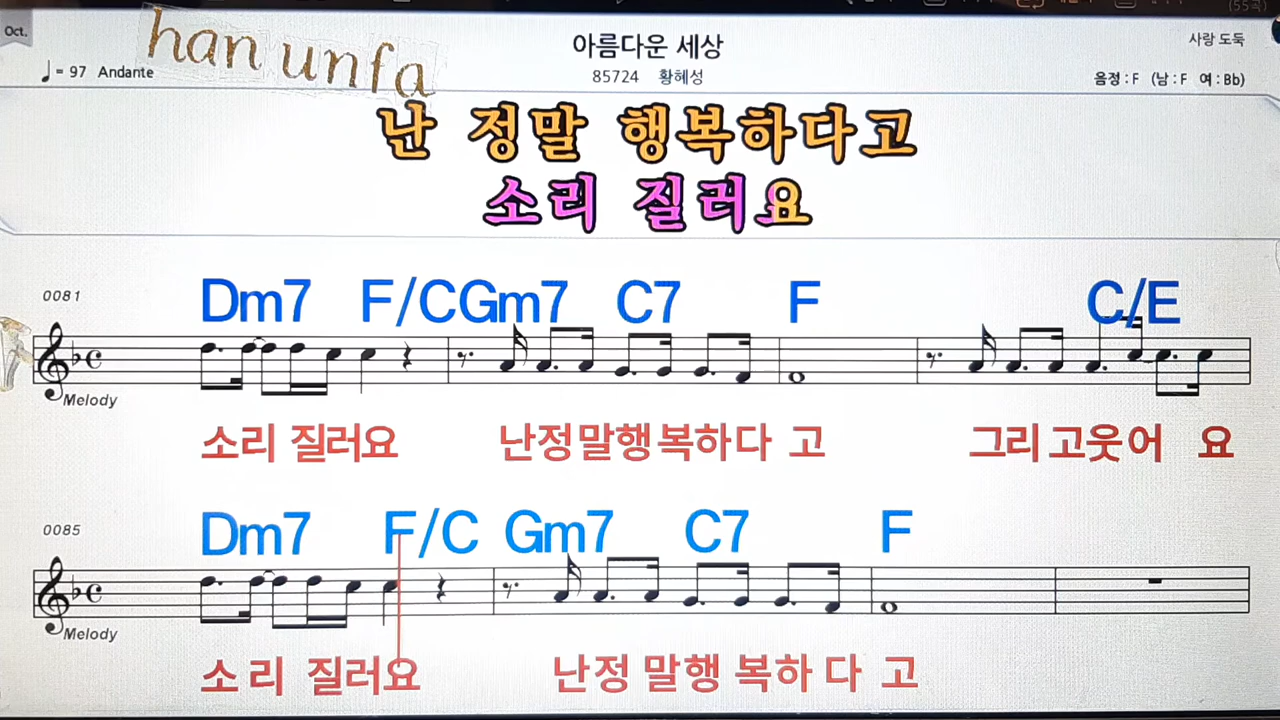 (55곡)
Oct.
han unfa
아름다운 세상
사랑 도둑
♩= 97 Andante
85724 황혜성
음정 : F (남 : F 여 : Bb)
난 정말 행복하다고
소리 질러요
0081
Dm7 F/C Gm7 C7 F C/E
Melody
소리 질러요 난정말행복하다 고 그리고웃어 요
0085
Dm7 F/C Gm7 C7 F
Melody
소 리 질러요 난정 말행 복하 다 고